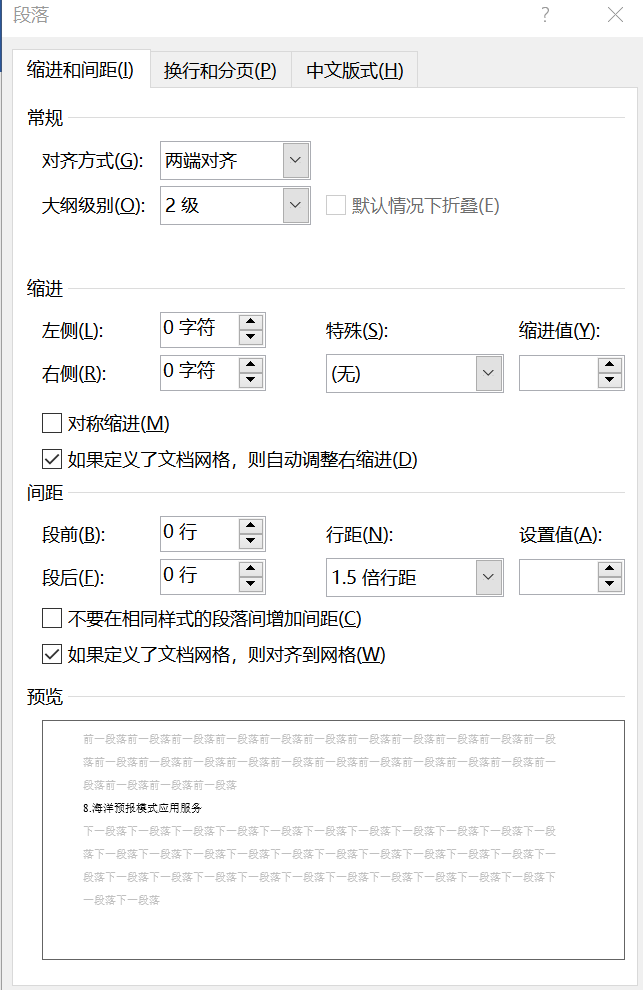 段落 ?
缩进和间距(I) 换行和分页(P) 中文版式(H)
常规
对齐方式(G): 两端对齐
大纲级别(O): 2 级 默认情况下折叠(E)
缩进
左侧(L): 0 字符 特殊(S): 缩进值(Y):
右侧(R): 0 字符 (无)
对称缩进(M)
如果定义了文档网格，则自动调整右缩进(D)
间距
段前(B): 0 行 行距(N): 设置值(A):
段后(F): 0 行 1.5 倍行距
不要在相同样式的段落间增加间距(C)
如果定义了文档网格，则对齐到网格(W)
预览
前一段落前一段落前一段落前一段落前一段落前一段落前一段落前一段落前一段落前一段落前一段
落前一段落前一段落前一段落前一段落前一段落前一段落前一段落前一段落前一段落前一段落前一
段落前一段落前一段落前一段落
8.海洋预报模式应用服务
下一段落下一段落下一段落下一段落下一段落下一段落下一段落下一段落下一段落下一段落下一段
落下一段落下一段落下一段落下一段落下一段落下一段落下一段落下一段落下一段落下一段落下一
段落下一段落下一段落下一段落下一段落下一段落下一段落下一段落下一段落下一段落下一段落下
一段落下一段落